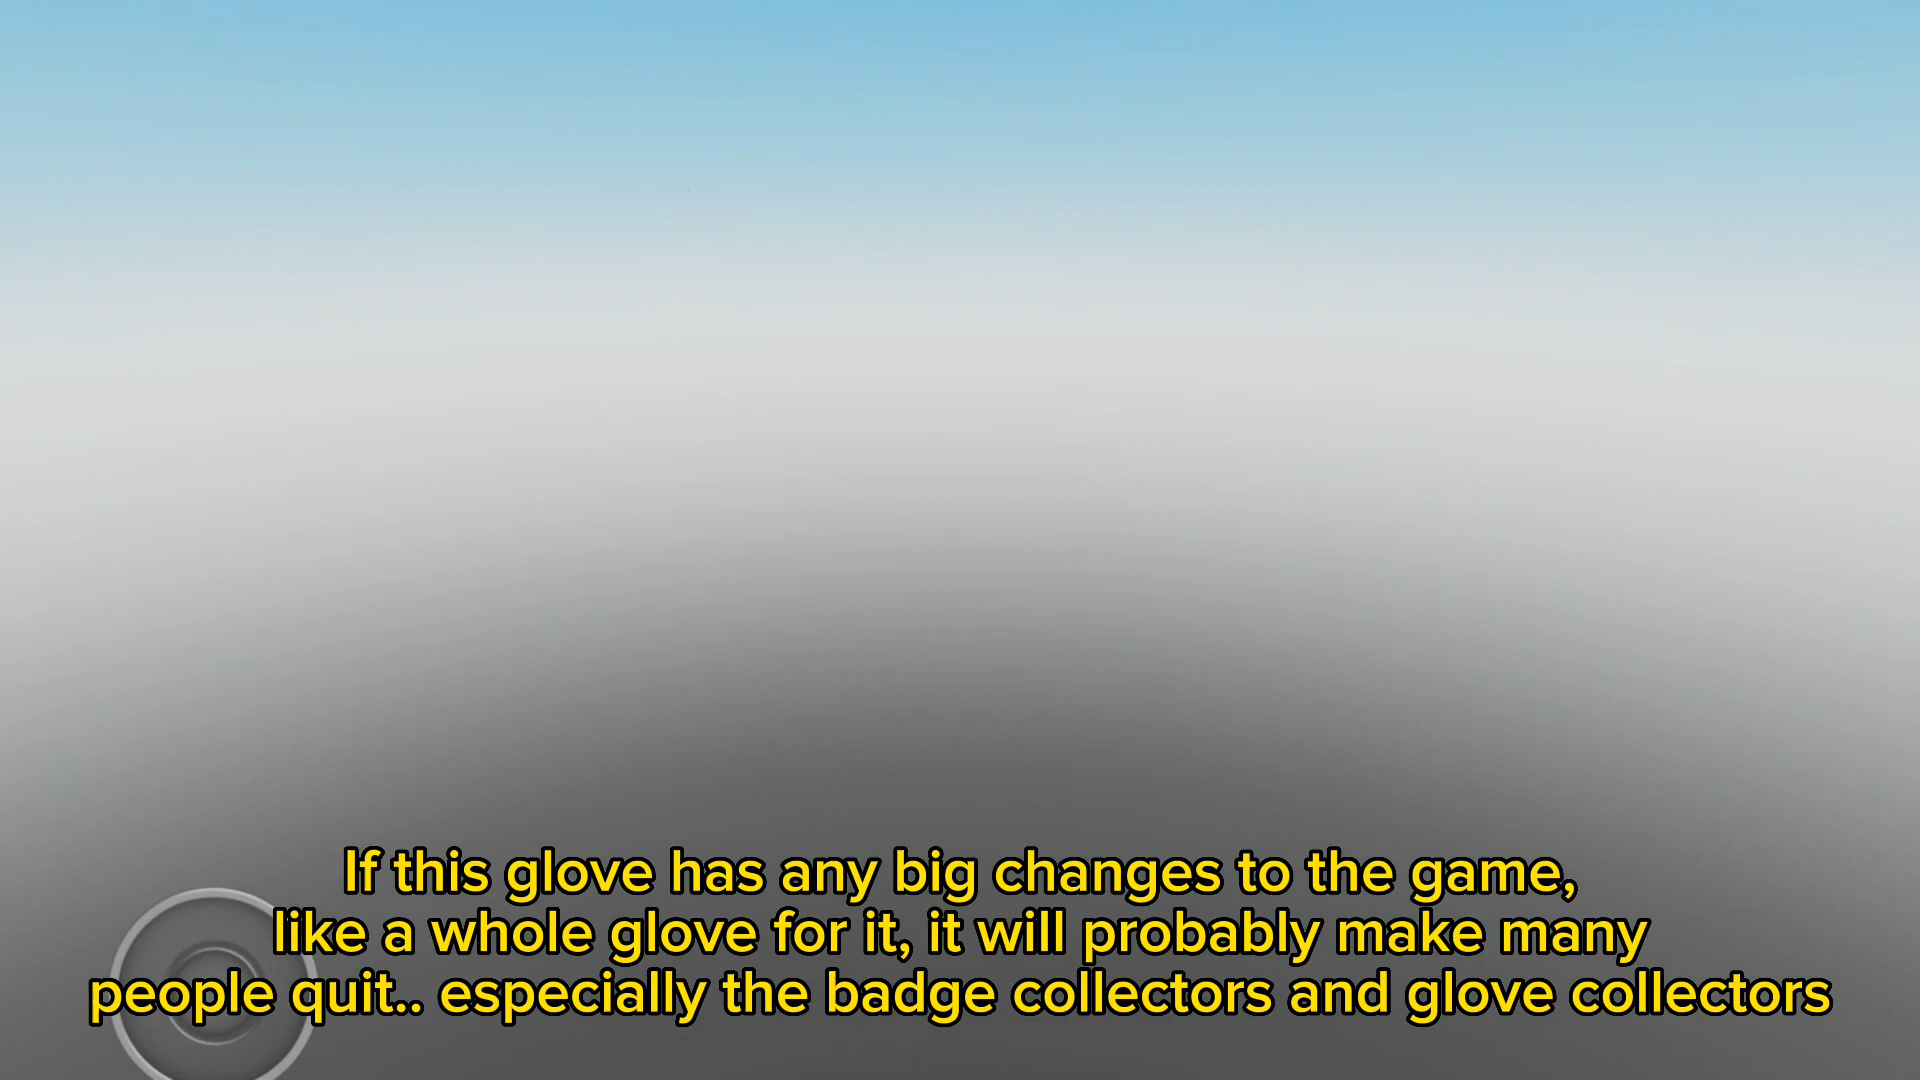 If this glove has any big changes to the game,
like a whole glove for it, it will probably make many
people quit.. especially the badge collectors and glove collectors